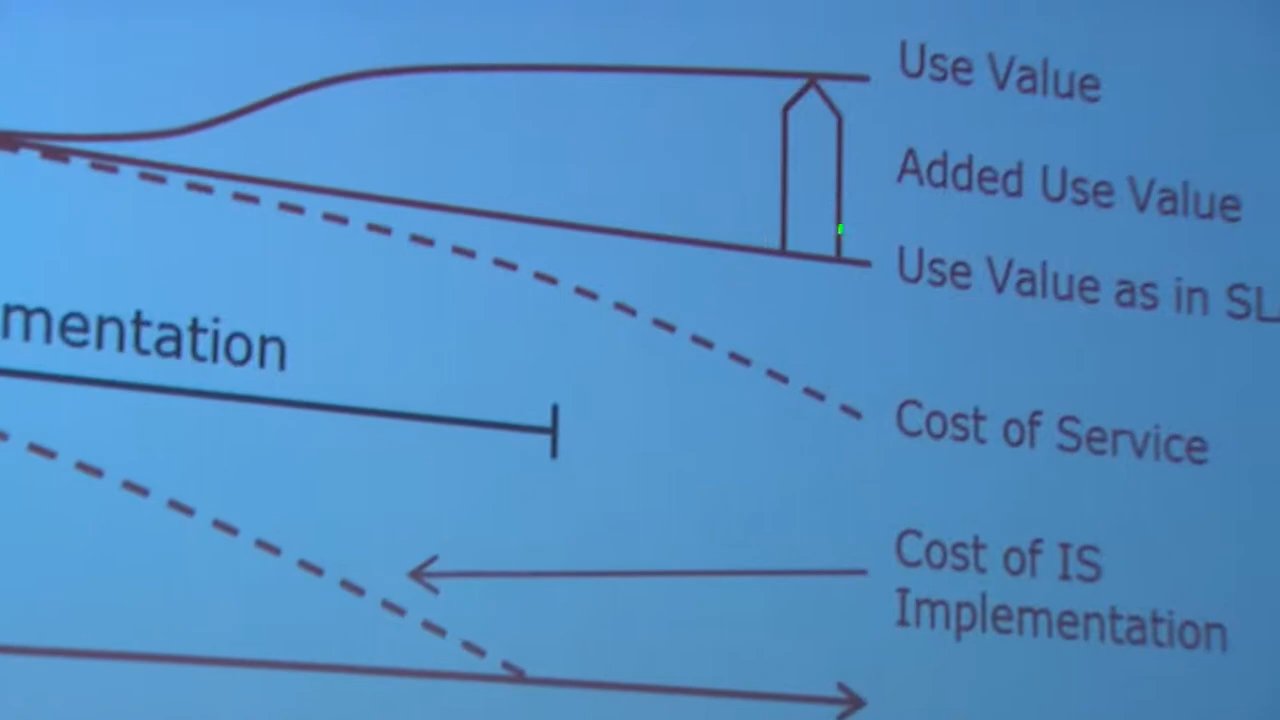 Use Value
Added Use Value
Use Value as in SL
mentation
Cost of Service
Cost of IS
Implementation